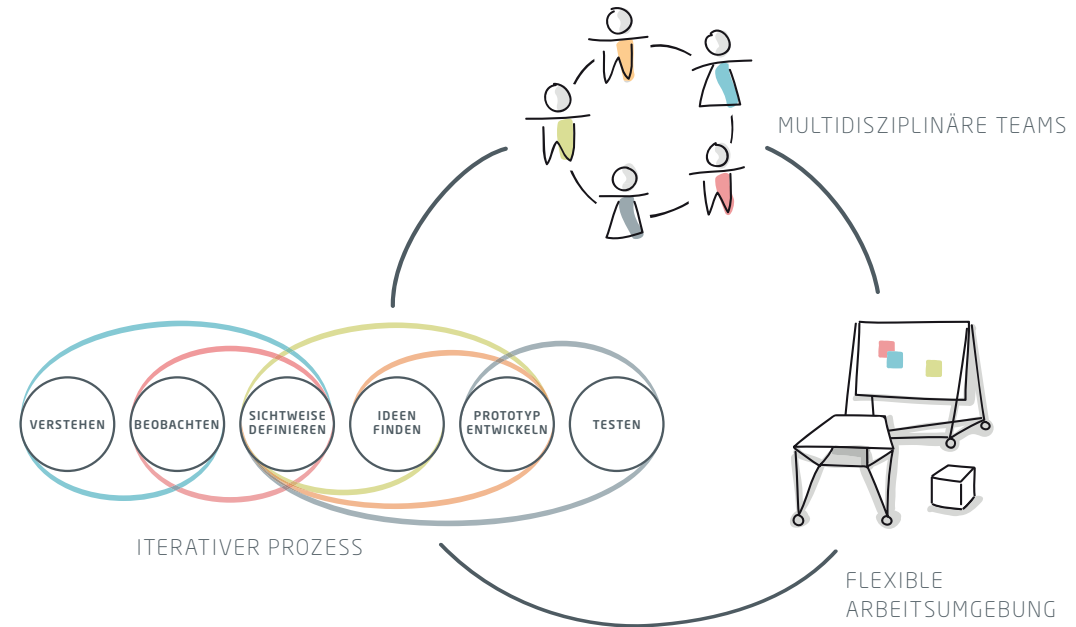 MULTIDISZIPLINÄRE TEAMS
VERSTEHEN
BEOBACHTEN
SICHTWEISE
DEFINIEREN
IDEEN
FINDEN
PROTOTYP
ENTWICKELN
TESTEN
ITERATIVER PROZESS
FLEXIBLE
ARBEITSUMGEBUNG